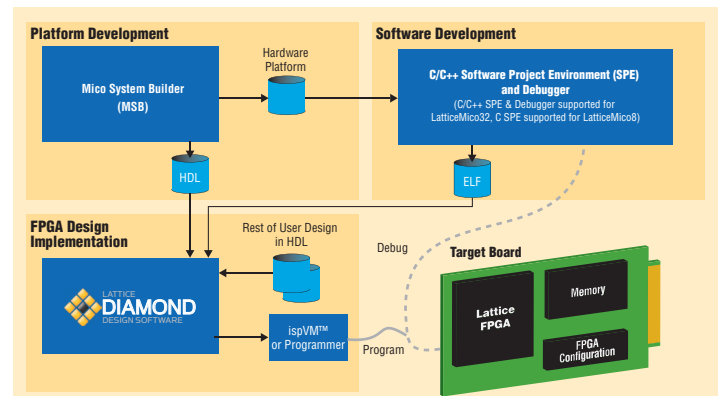 Platform Development
Mico System Builder
(MSB)
Hardware
Platform
HDL
Software Development
C/C++ Software Project Environment (SPE)
and Debugger
(C/C++ SPE & Debugger supported for
LatticeMico32, C SPE supported for LatticeMico8)
ELF
FPGA Design
Implementation
Rest of User Design
in HDL
LATTICE
DIAMOND
DESIGN SOFTWARE
ispVM™
or Programmer
Program
Debug
Target Board
Lattice
FPGA
Memory
FPGA
Configuration